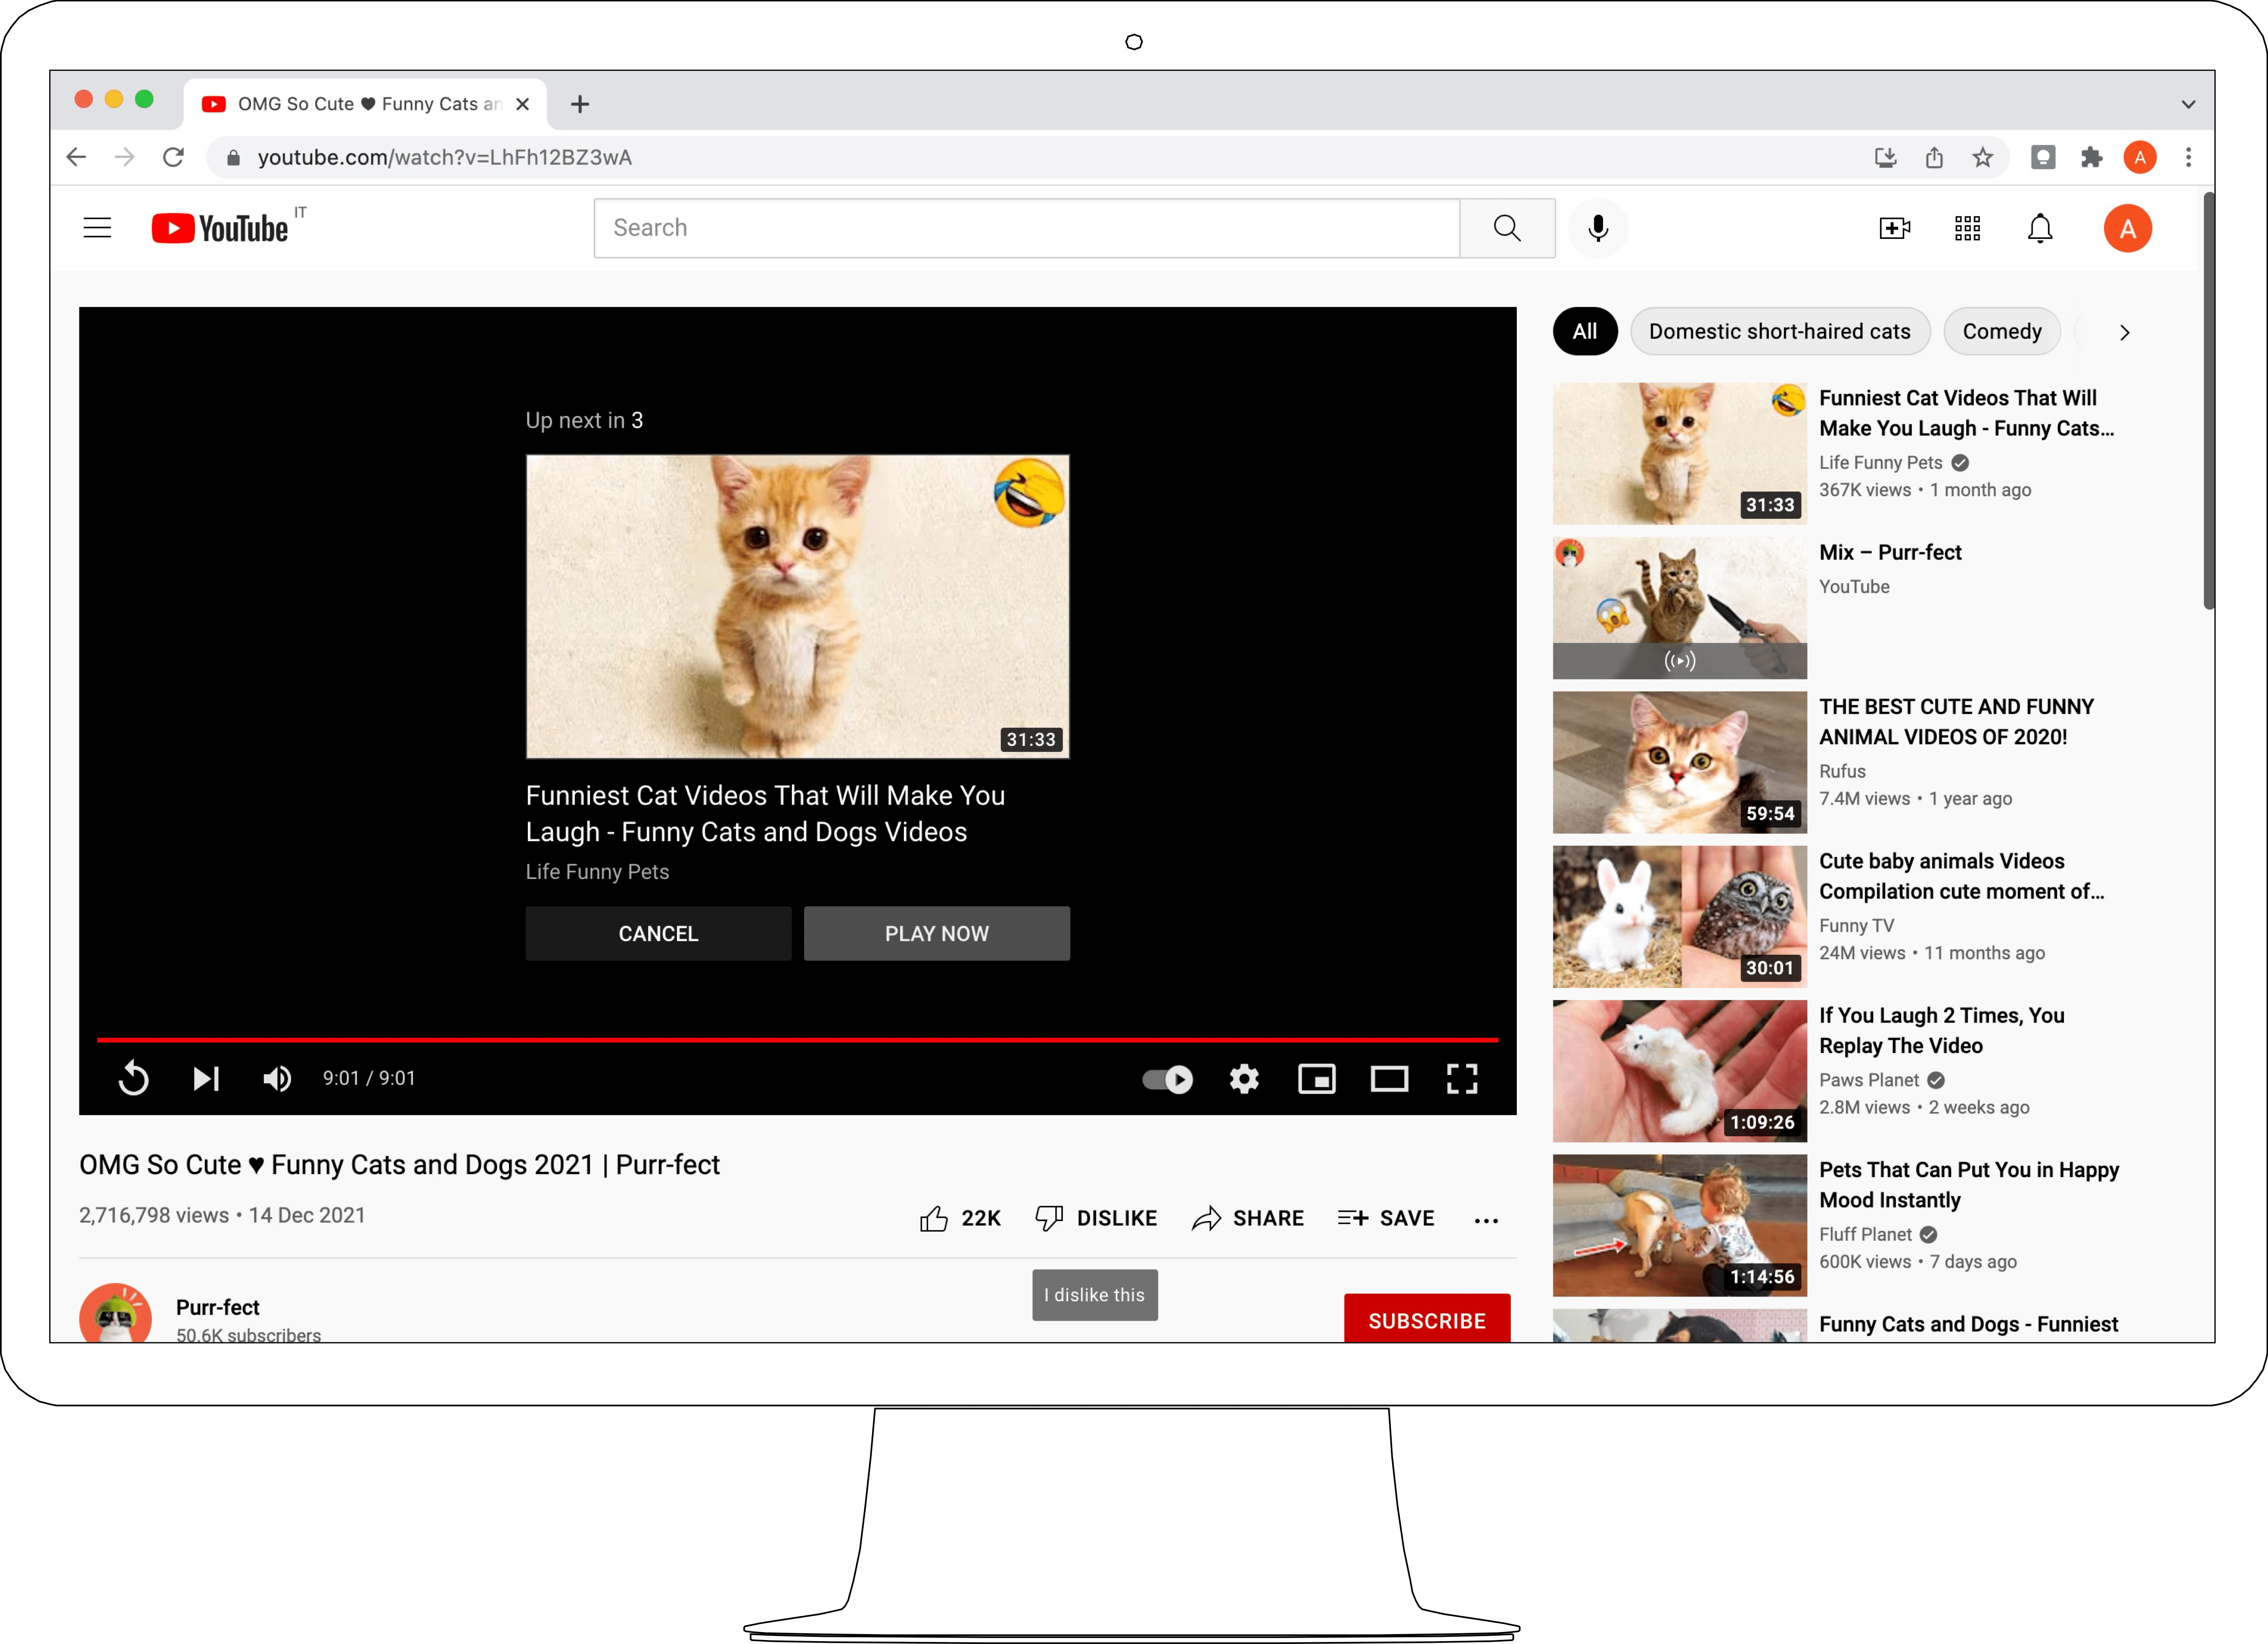 OMG So Cute ♥ Funny Cats an
youtube.com/watch?v=LhFh12BZ3wA
A
YouTube IT
Search
A
Up next in 3
31:33
Funniest Cat Videos That Will Make You
Laugh - Funny Cats and Dogs Videos
Life Funny Pets
CANCEL
PLAY NOW
9:01 / 9:01
OMG So Cute ♥ Funny Cats and Dogs 2021 | Purr-fect
2,716,798 views • 14 Dec 2021
22K
DISLIKE
SHARE
SAVE
I dislike this
Purr-fect
50.6K subscribers
SUBSCRIBE
All
Domestic short-haired cats
Comedy
31:33
Funniest Cat Videos That Will
Make You Laugh - Funny Cats...
Life Funny Pets
367K views • 1 month ago
Mix – Purr-fect
YouTube
59:54
THE BEST CUTE AND FUNNY
ANIMAL VIDEOS OF 2020!
Rufus
7.4M views • 1 year ago
30:01
Cute baby animals Videos
Compilation cute moment of...
Funny TV
24M views • 11 months ago
1:09:26
If You Laugh 2 Times, You
Replay The Video
Paws Planet
2.8M views • 2 weeks ago
1:14:56
Pets That Can Put You in Happy
Mood Instantly
Fluff Planet
600K views • 7 days ago
Funny Cats and Dogs - Funniest